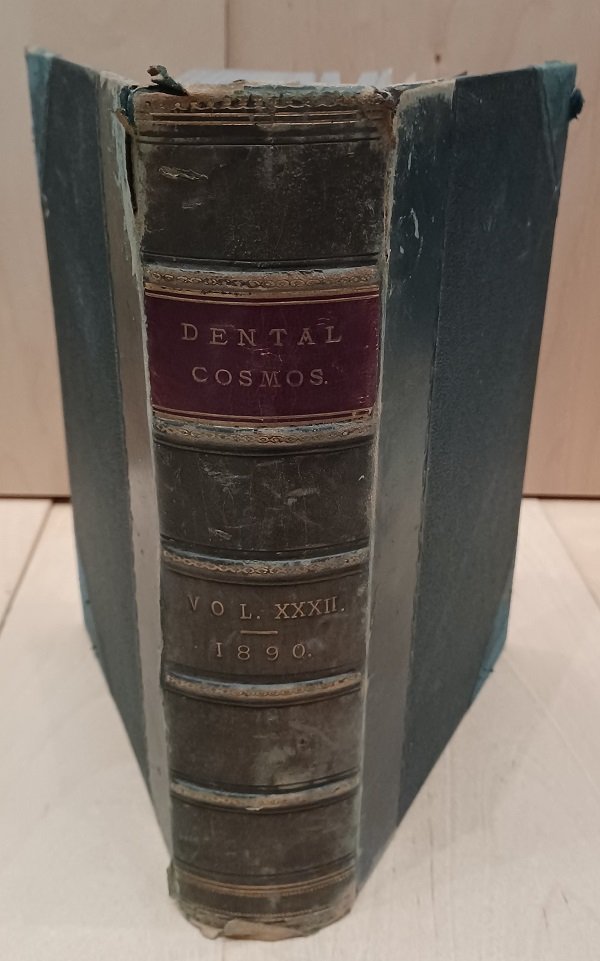 DENTAL
COSMOS.
VOL. XXXII.
1890.